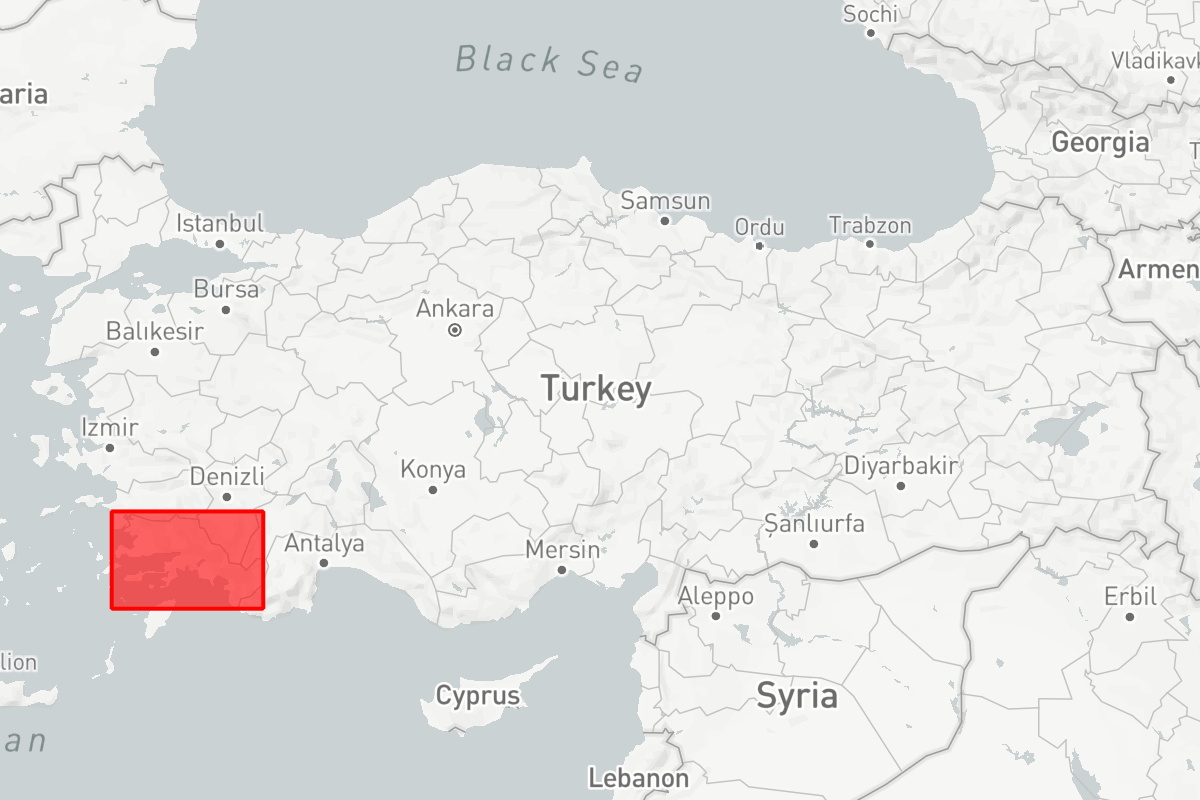 Sochi
Black Sea
Vladikavk
aria
Georgia
T
Samsun
Istanbul
Ordu
Trabzon
Armen
Bursa
Ankara
Balıkesir
Turkey
Izmir
Denizli
Konya
Diyarbakir
Şanlıurfa
Antalya
Mersin
Aleppo
Erbil
lion
Cyprus
Syria
an
Lebanon